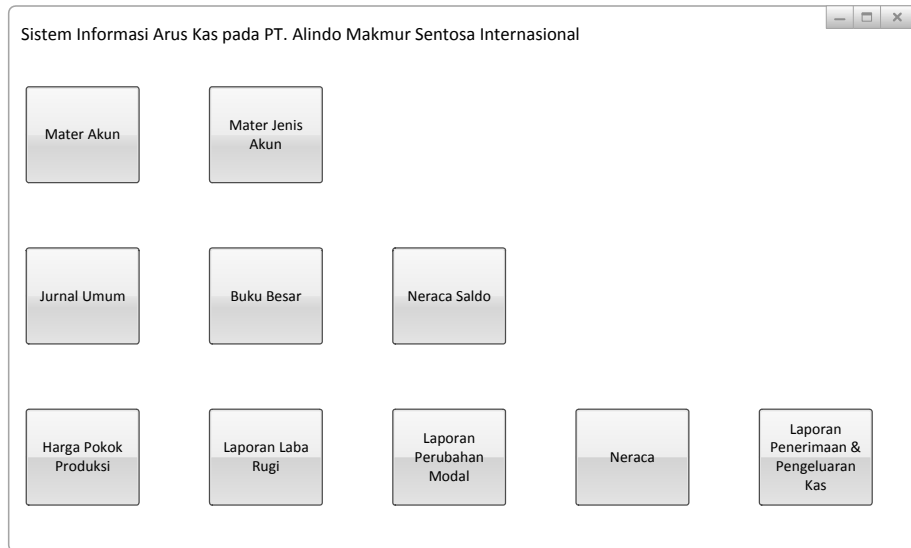 Sistem Informasi Arus Kas pada PT. Alindo Makmur Sentosa Internasional
Mater Akun
Mater Jenis
Akun
Jurnal Umum
Buku Besar
Neraca Saldo
Harga Pokok
Produksi
Laporan Laba
Rugi
Laporan
Perubahan
Modal
Neraca
Laporan
Penerimaan &
Pengeluaran
Kas